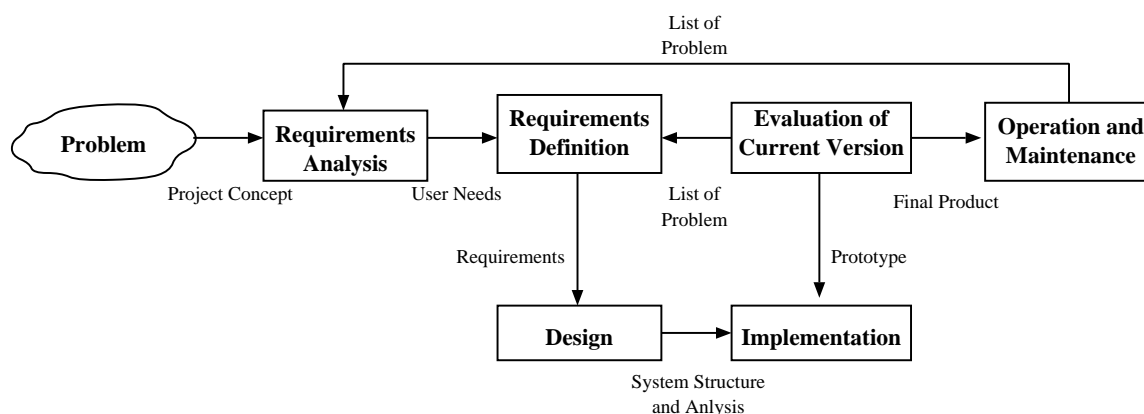 List of
Problem
Problem
Requirements
Analysis
Requirements
Definition
Evaluation of
Current Version
Operation and
Maintenance
Project Concept
User Needs
List of
Problem
Final Product
Requirements
Prototype
Design
Implementation
System Structure
and Anlysis